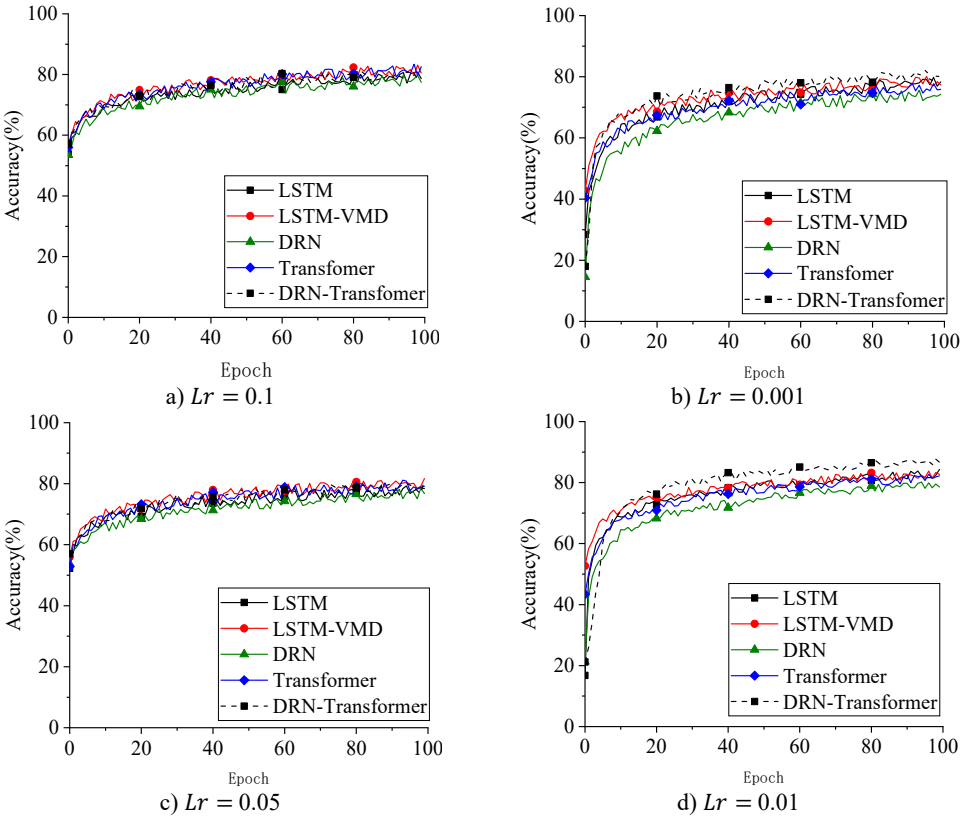 100
80
60
40
20
0
Accuracy(%)
LSTM
LSTM-VMD
DRN
Transfomer
DRN-Transfomer
0 20 40 60 80 100
Epoch
a) Lr = 0.1
100
80
60
40
20
0
Accuracy(%)
LSTM
LSTM-VMD
DRN
Transfomer
DRN-Transfomer
0 20 40 60 80 100
Epoch
b) Lr = 0.001
100
80
60
40
20
0
Accuracy(%)
LSTM
LSTM-VMD
DRN
Transformer
DRN-Transformer
0 20 40 60 80 100
Epoch
c) Lr = 0.05
100
80
60
40
20
0
Accuracy(%)
LSTM
LSTM-VMD
DRN
Transformer
DRN-Transformer
0 20 40 60 80 100
Epoch
d) Lr = 0.01